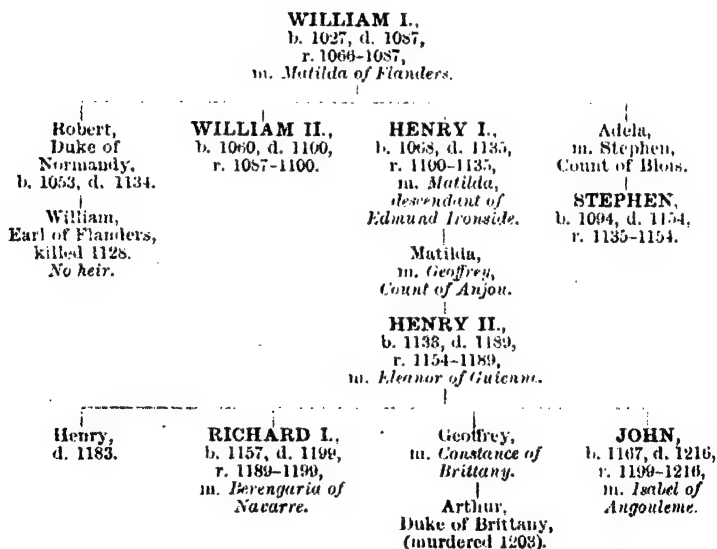 WILLIAM I.,
b. 1027, d. 1087,
r. 1066-1087,
m. Matilda of Flanders.
Robert,
Duke of
Normandy,
b. 1053, d. 1134.
William,
Earl of Flanders,
killed 1128.
No heir.
WILLIAM II.,
b. 1060, d. 1100,
r. 1087-1100.
HENRY I.,
b. 1068, d. 1135,
r. 1100-1135,
m. Matilda,
descendant of
Edmund Ironside.
Adela,
m. Stephen,
Count of Blois.
STEPHEN,
b. 1094, d. 1154,
r. 1135-1154.
Matilda,
m. Geoffrey,
Count of Anjou.
HENRY II.,
b. 1133, d. 1189,
r. 1154-1189,
m. Eleanor of Guienne.
Henry,
d. 1183.
RICHARD I.,
b. 1157, d. 1199,
r. 1189-1199,
m. Berengaria of
Navarre.
Geoffrey,
m. Constance of
Brittany.
Arthur,
Duke of Brittany,
(murdered 1203).
JOHN,
b. 1167, d. 1216,
r. 1199-1216,
m. Isabel of
Angouleme.